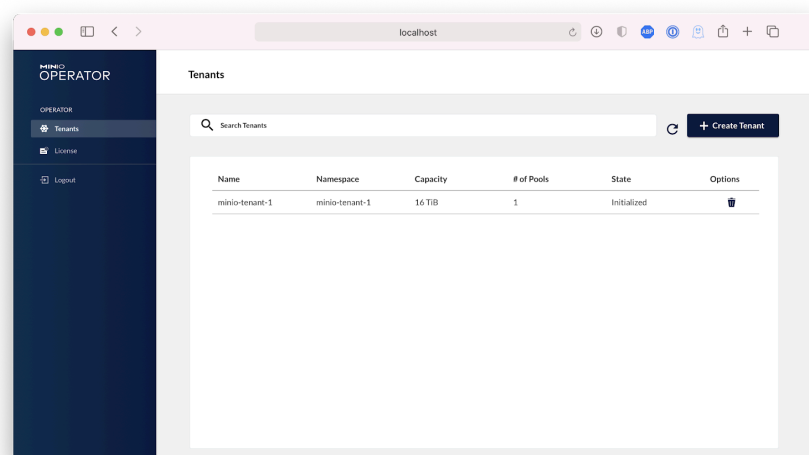 localhost
ABP
MINIO
OPERATOR
Tenants
OPERATOR
Tenants
License
Logout
Search Tenants
Create Tenant
Name Namespace Capacity # of Pools State Options
minio-tenant-1 minio-tenant-1 16 TiB 1 Initialized